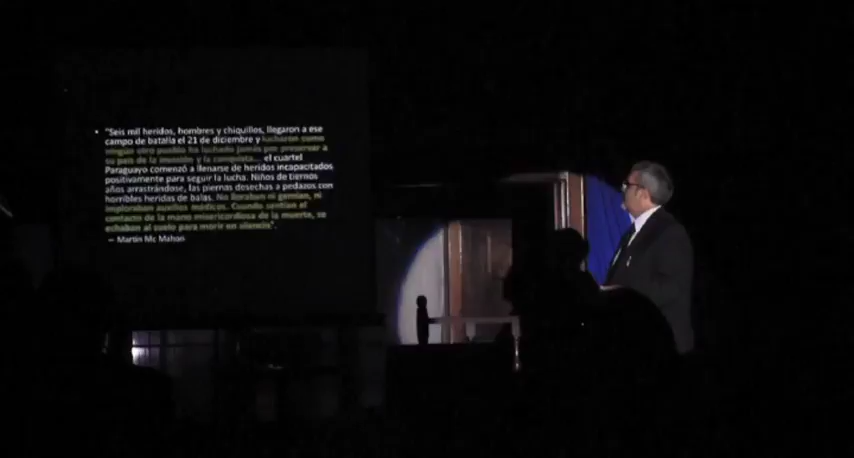 • "Seis mil heridos, hombres y chiquillos, llegaron a ese
campo de batalla el 21 de diciembre y lucharon como
ningún otro pueblo ha luchado jamás por preservar a
su país de la invasión y la conquista... el cuartel
Paraguayo comenzó a llenarse de heridos incapacitados
positivamente para seguir la lucha. Niños de tiernos
años arrastrándose, las piernas desechas a pedazos con
horribles heridas de balas. No lloraban ni gemían, ni
imploraban auxilios médicos. Cuando sentían el
contacto de la mano misericordiosa de la muerte, se
echaban al suelo para morir en silencio".
– Martin Mc Mahon